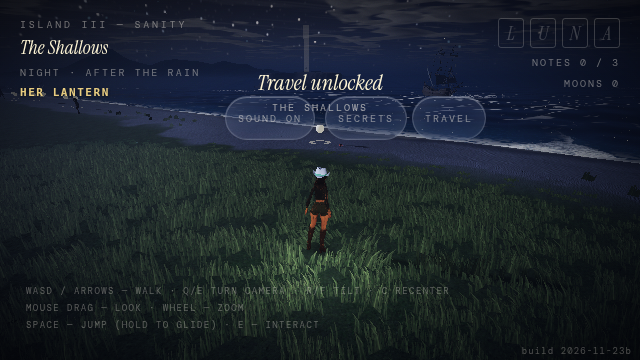 ISLAND III — SANITY
The Shallows
NIGHT · AFTER THE RAIN
HER LANTERN
LUNA
NOTES 0 / 3
MOONS 0
Travel unlocked
THE SHALLOWS
SOUND ON
SECRETS
TRAVEL
WASD / ARROWS — WALK · Q/E TURN CAMERA · R/F TILT · C RECENTER
MOUSE DRAG — LOOK · WHEEL — ZOOM
SPACE — JUMP (HOLD TO GLIDE) · E — INTERACT
build 2026-11-23b